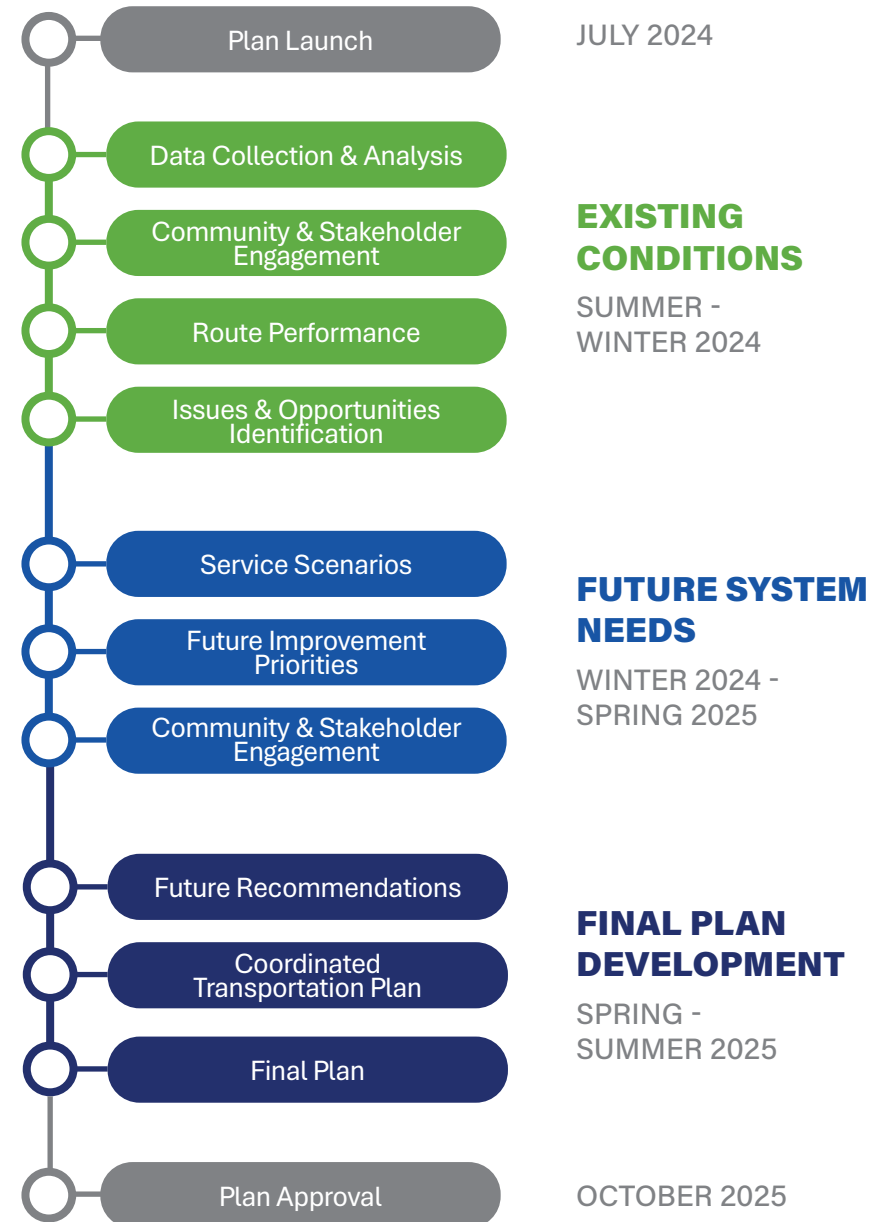 Plan Launch
JULY 2024
Data Collection & Analysis
Community & Stakeholder
Engagement
Route Performance
Issues & Opportunities
Identification
EXISTING
CONDITIONS
SUMMER -
WINTER 2024
Service Scenarios
Future Improvement
Priorities
Community & Stakeholder
Engagement
FUTURE SYSTEM
NEEDS
WINTER 2024 -
SPRING 2025
Future Recommendations
Coordinated
Transportation Plan
Final Plan
FINAL PLAN
DEVELOPMENT
SPRING -
SUMMER 2025
Plan Approval
OCTOBER 2025